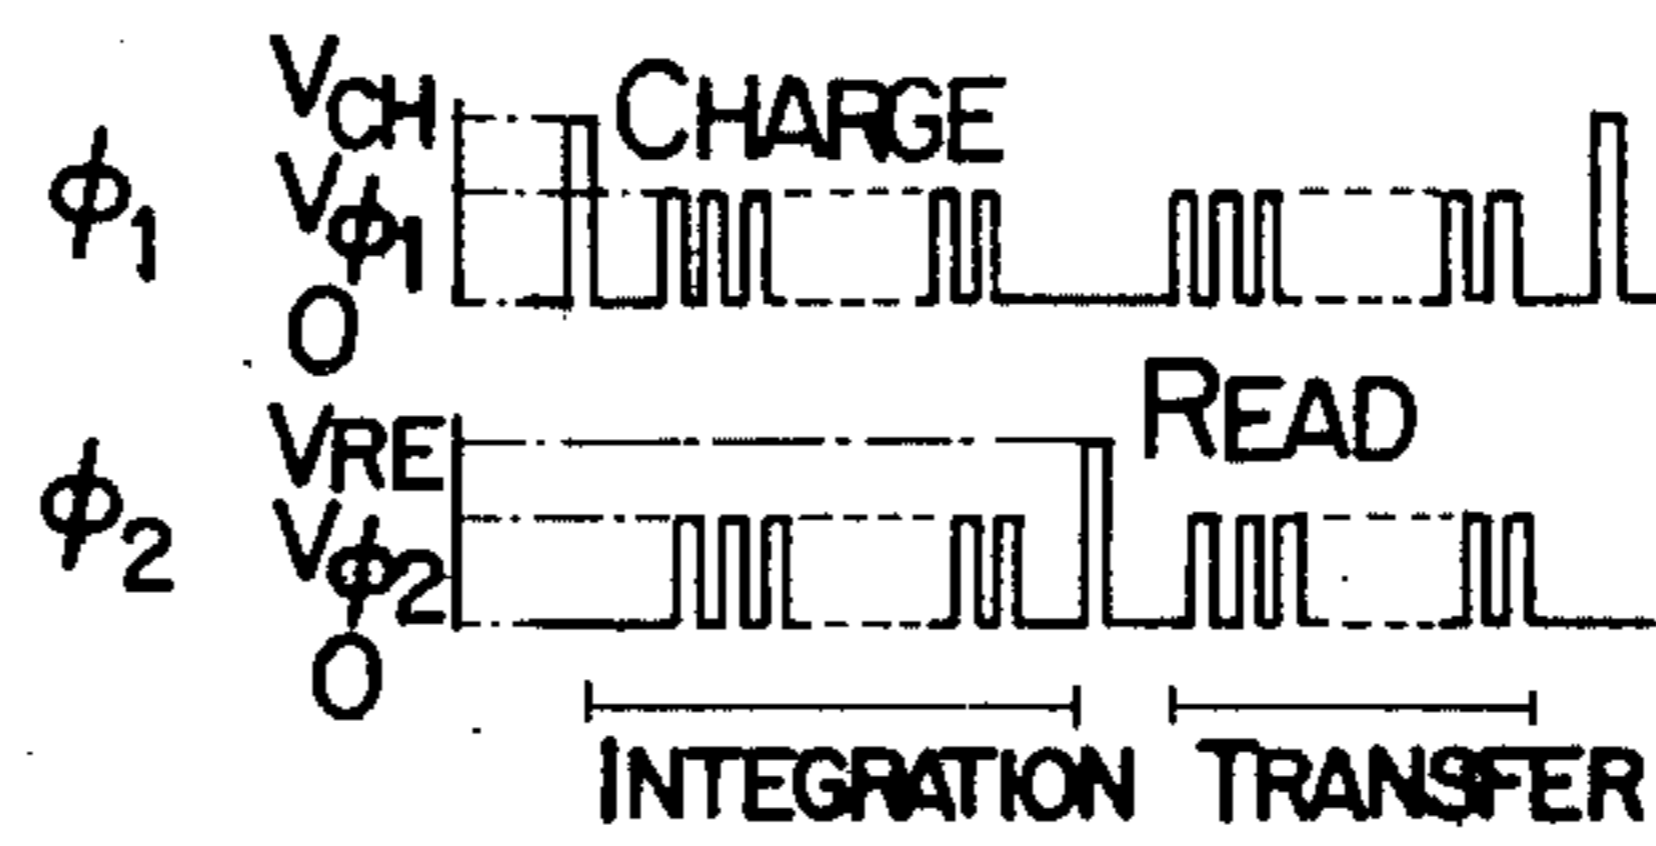 VCH CHARGE
ϕ1
Vϕ1
O
READ
VRE
ϕ2
Vϕ2
O
INTEGRATION TRANSFER